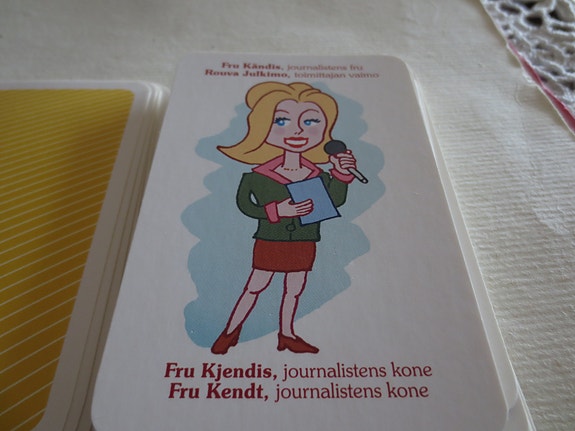 Fru Kändis, journalistens fru
Rouva Julkimo, toimittajan vaimo
Fru Kjendis, journalistens kone
Fru Kendt, journalistens kone